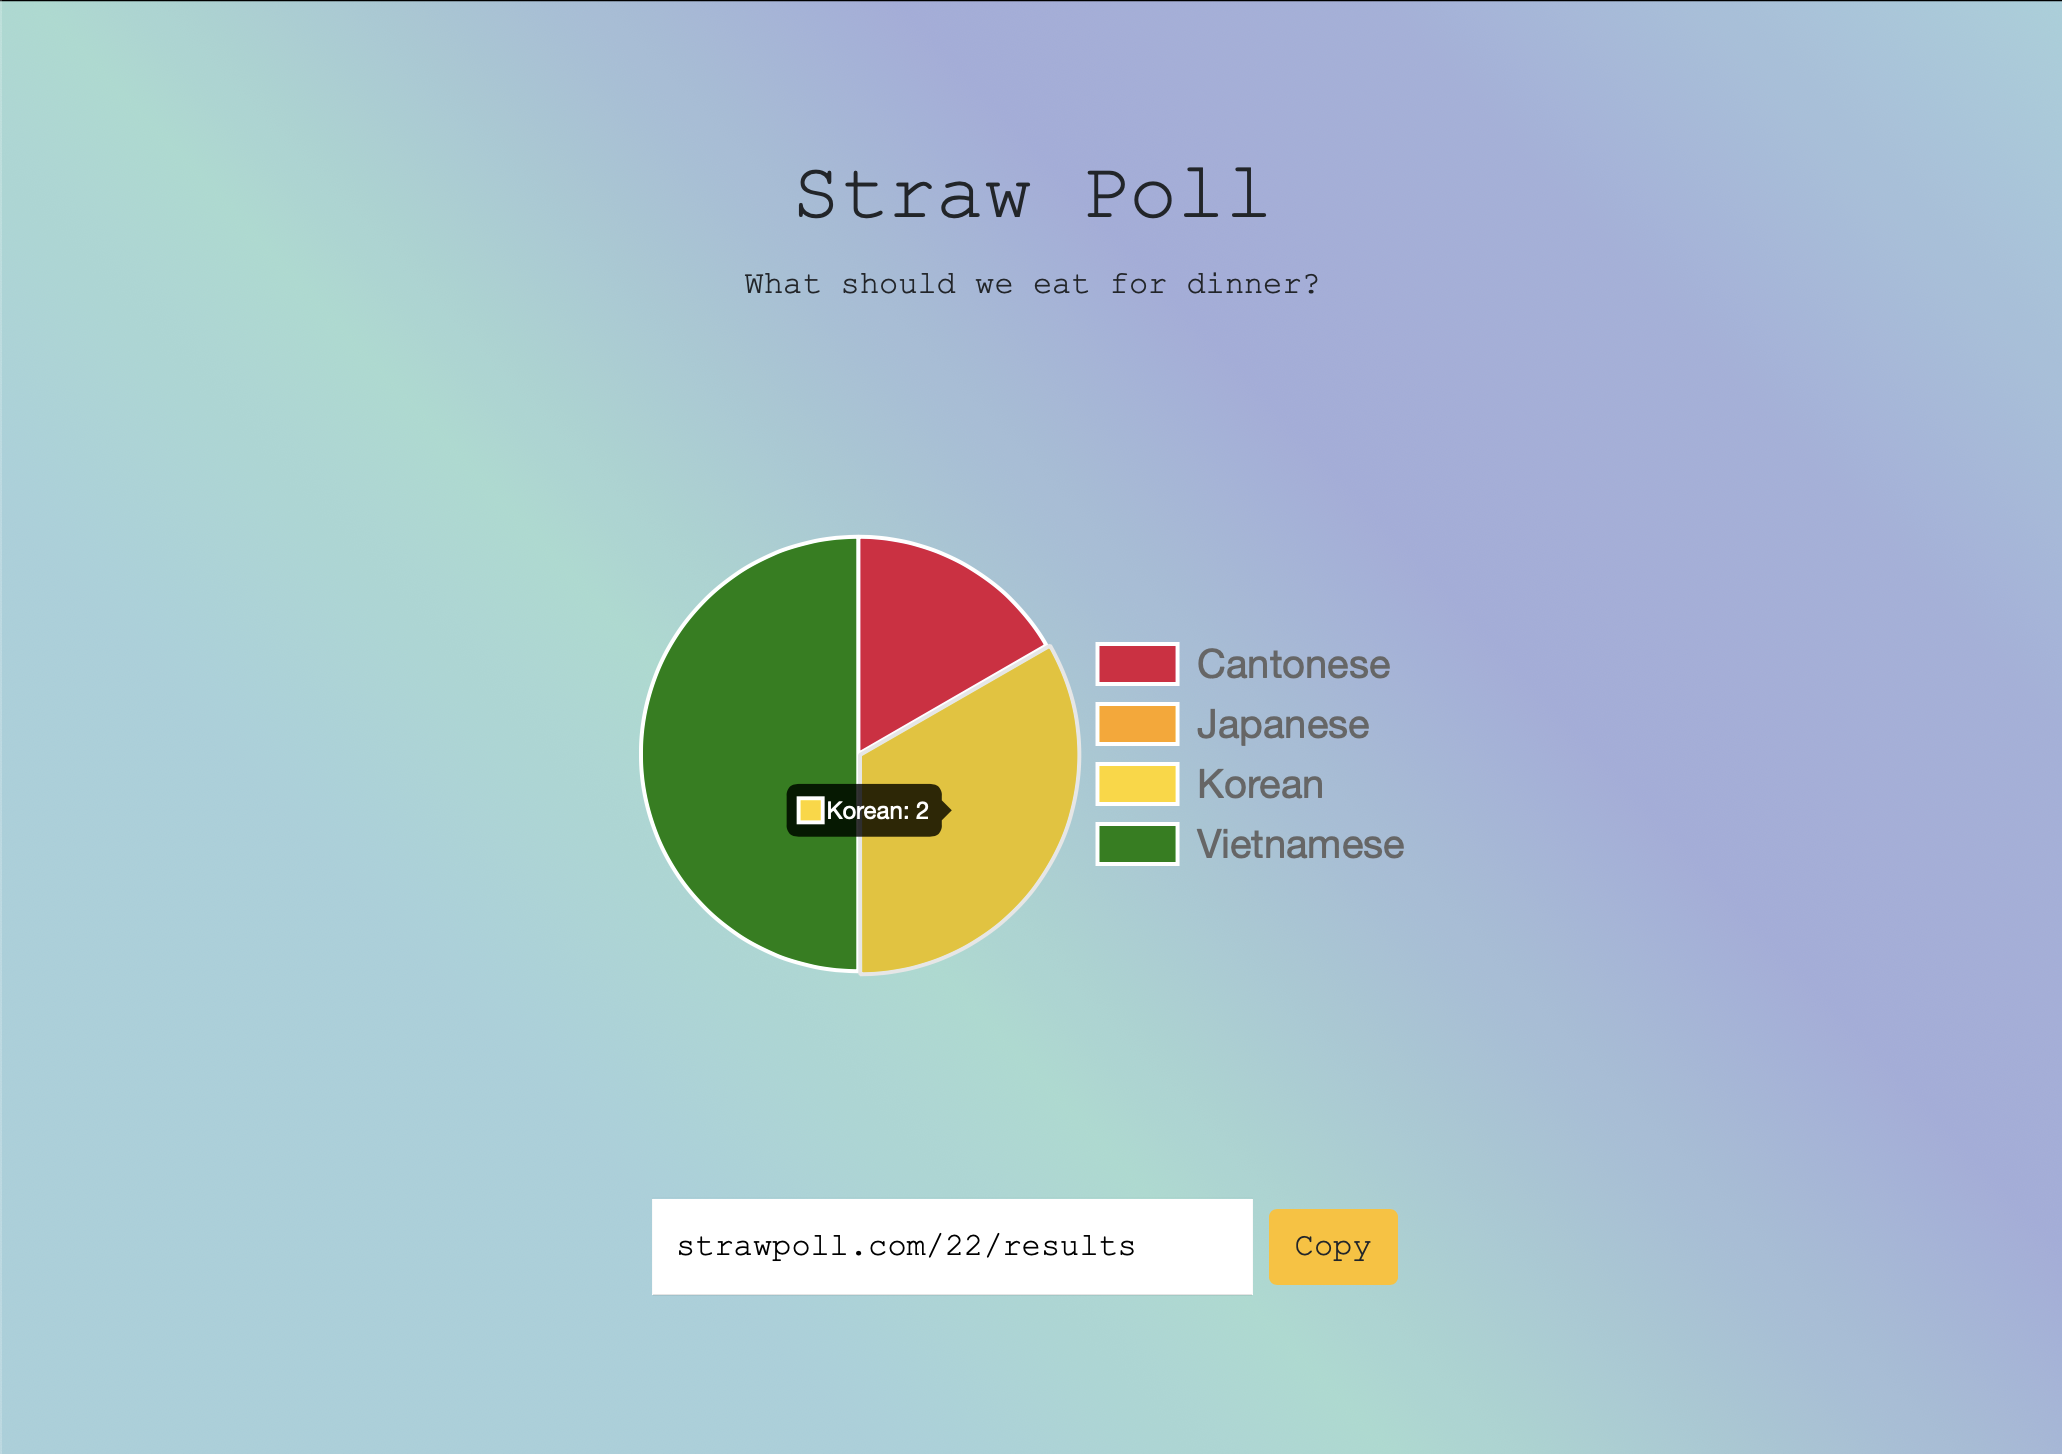 Straw Poll
What should we eat for dinner?
Cantonese
Japanese
Korean
Vietnamese
Korean: 2
strawpoll.com/22/results
Copy